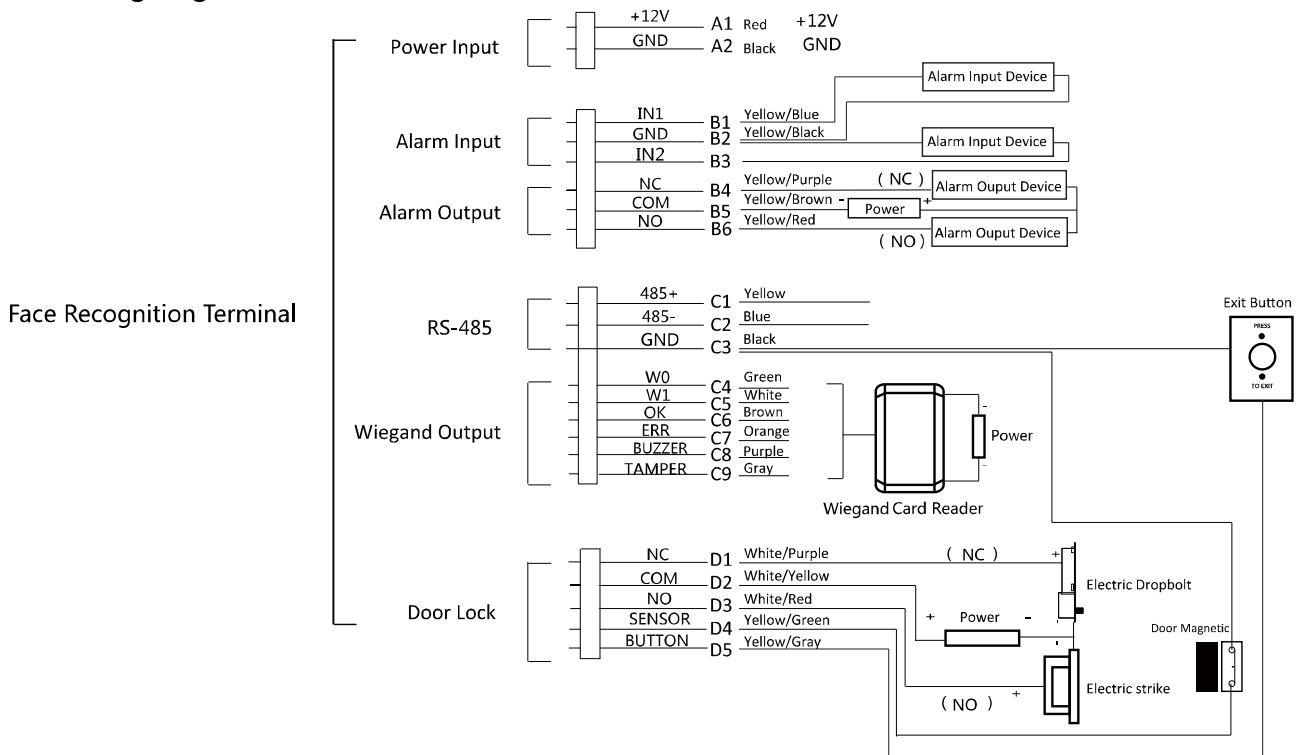 +12V A1 Red +12V
Power Input GND A2 Black GND
Alarm Input Device
IN1 B1 Yellow/Blue
Alarm Input GND B2 Yellow/Black Alarm Input Device
IN2 B3
NC B4 Yellow/Purple ( NC ) Alarm Ouput Device
Alarm Output COM B5 Yellow/Brown - Power +
NO B6 Yellow/Red ( NO ) Alarm Ouput Device
Face Recognition Terminal
485+ C1 Yellow
RS-485 485- C2 Blue
GND C3 Black
Exit Button
PRESS
TO EXIT
W0 C4 Green
W1 C5 White
OK C6 Brown
Wiegand Output ERR C7 Orange
BUZZER C8 Purple
TAMPER C9 Gray
- Power -
Wiegand Card Reader
NC D1 White/Purple ( NC ) +
Electric Dropbolt
COM D2 White/Yellow
Door Lock NO D3 White/Red
+ Power - -
SENSOR D4 Yellow/Green
BUTTON D5 Yellow/Gray
Door Magnetic
-
( NO ) + Electric strike